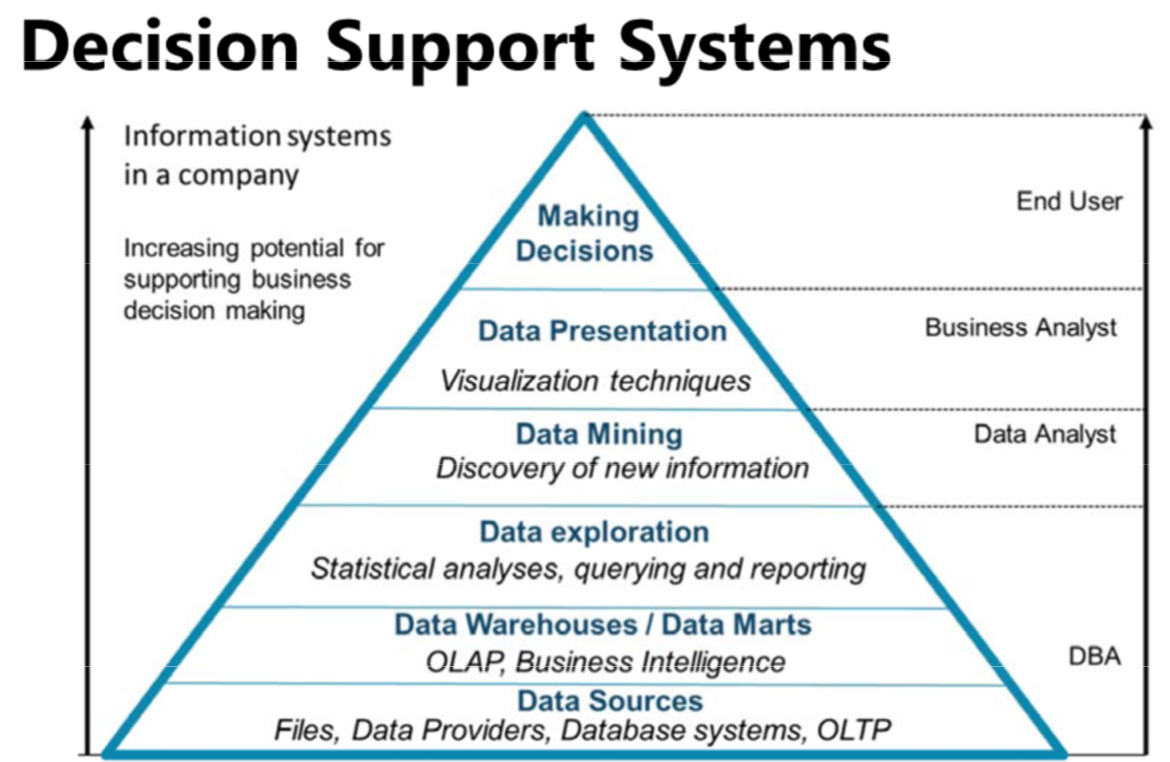 Decision Support Systems
Information systems
in a company
Increasing potential for
supporting business
decision making
Making
Decisions
End User
Data Presentation
Visualization techniques
Business Analyst
Data Mining
Discovery of new information
Data Analyst
Data exploration
Statistical analyses, querying and reporting
Data Warehouses / Data Marts
OLAP, Business Intelligence
DBA
Data Sources
Files, Data Providers, Database systems, OLTP